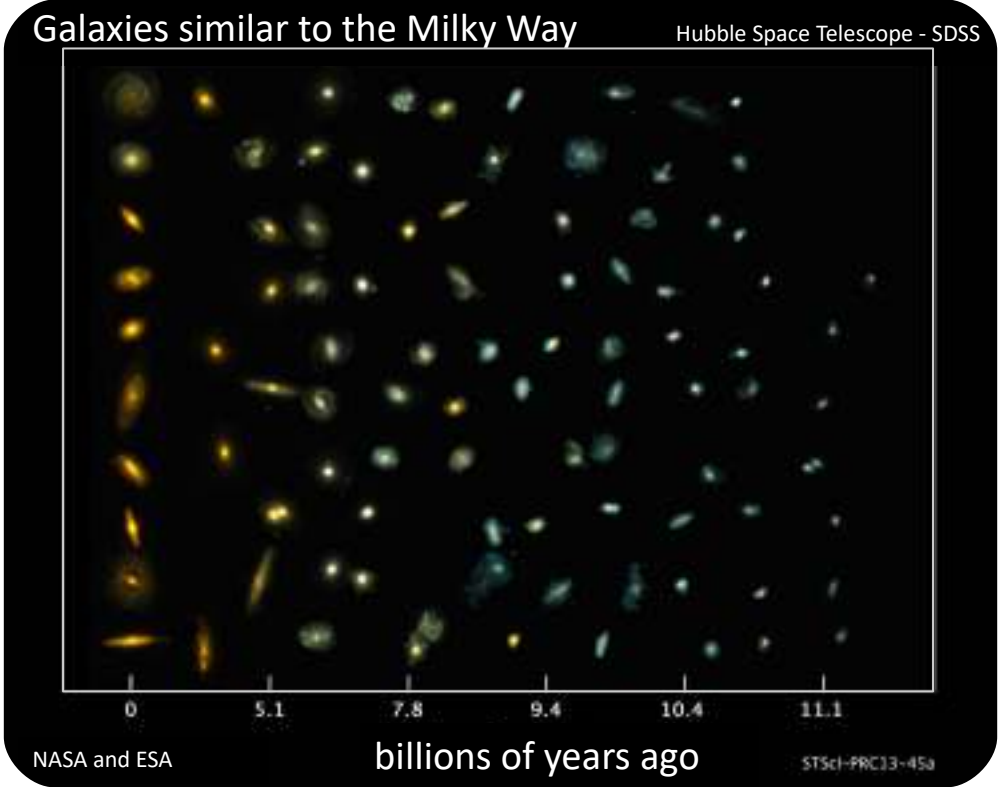 Galaxies similar to the Milky Way
Hubble Space Telescope - SDSS
0 5.1 7.8 9.4 10.4 11.1
billions of years ago
NASA and ESA
STScI-PRC13-45a